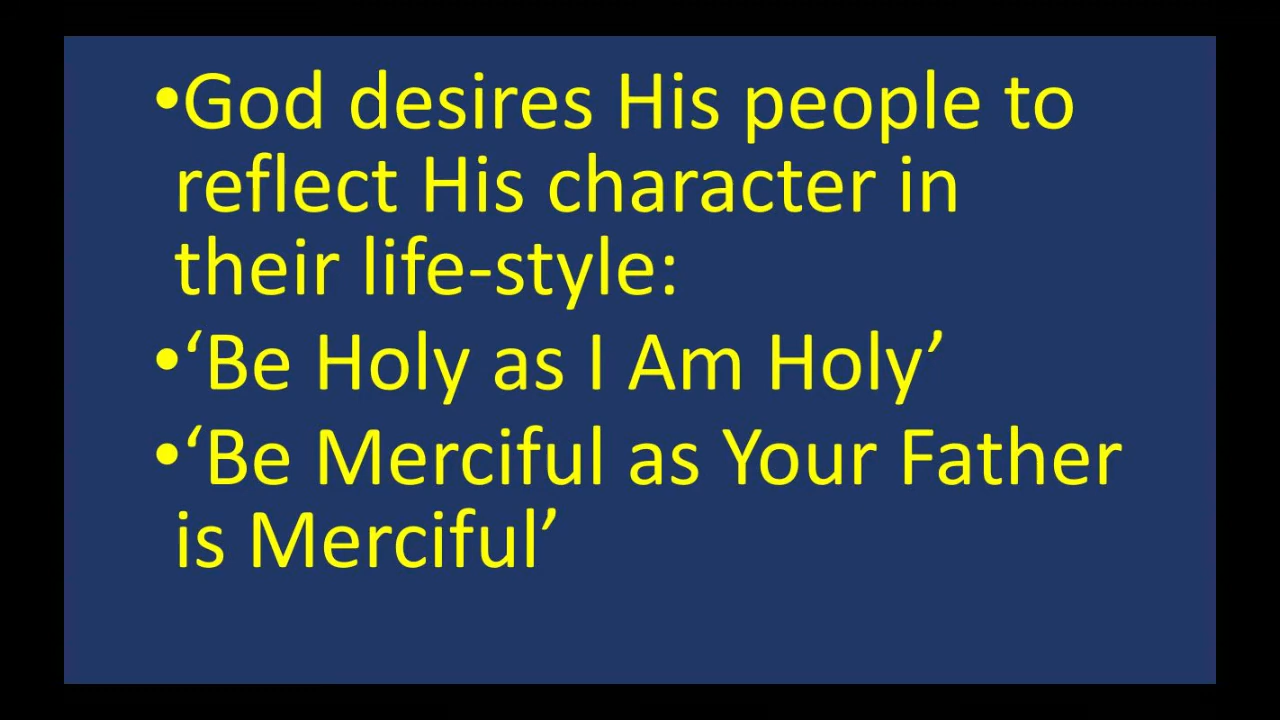 •God desires His people to
reflect His character in
their life-style:
•‘Be Holy as I Am Holy’
•‘Be Merciful as Your Father
is Merciful’